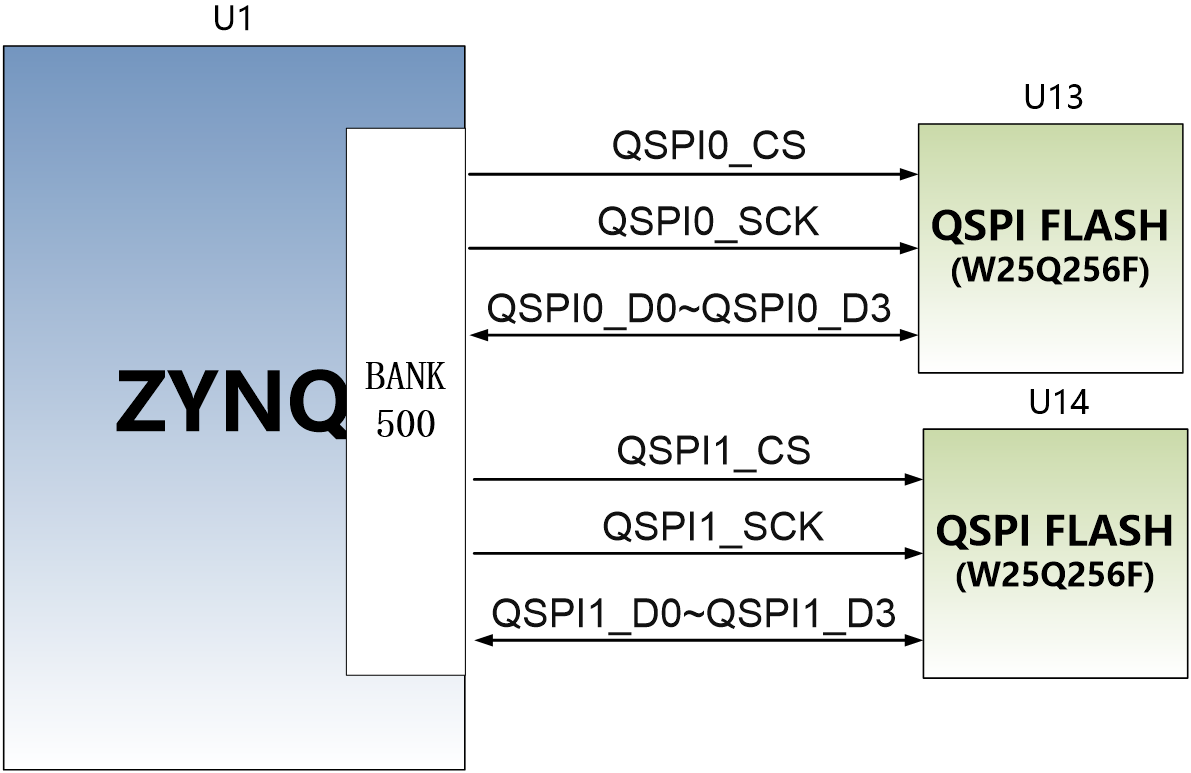 U1
ZYNQ
BANK
500
QSPI0_CS
QSPI0_SCK
QSPI0_D0~QSPI0_D3
U13
QSPI FLASH
(W25Q256F)
QSPI1_CS
QSPI1_SCK
QSPI1_D0~QSPI1_D3
U14
QSPI FLASH
(W25Q256F)